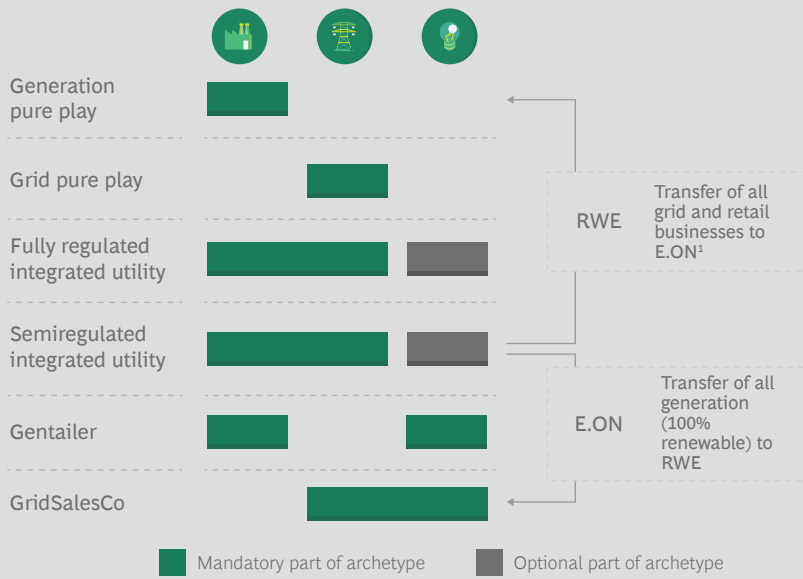 Generation
pure play
Grid pure play
Fully regulated
integrated utility
Semiregulated
integrated utility
Gentailer
GridSalesCo
RWE
Transfer of all
grid and retail
businesses to
E.ON¹
E.ON
Transfer of all
generation
(100%
renewable) to
RWE
Mandatory part of archetype
Optional part of archetype